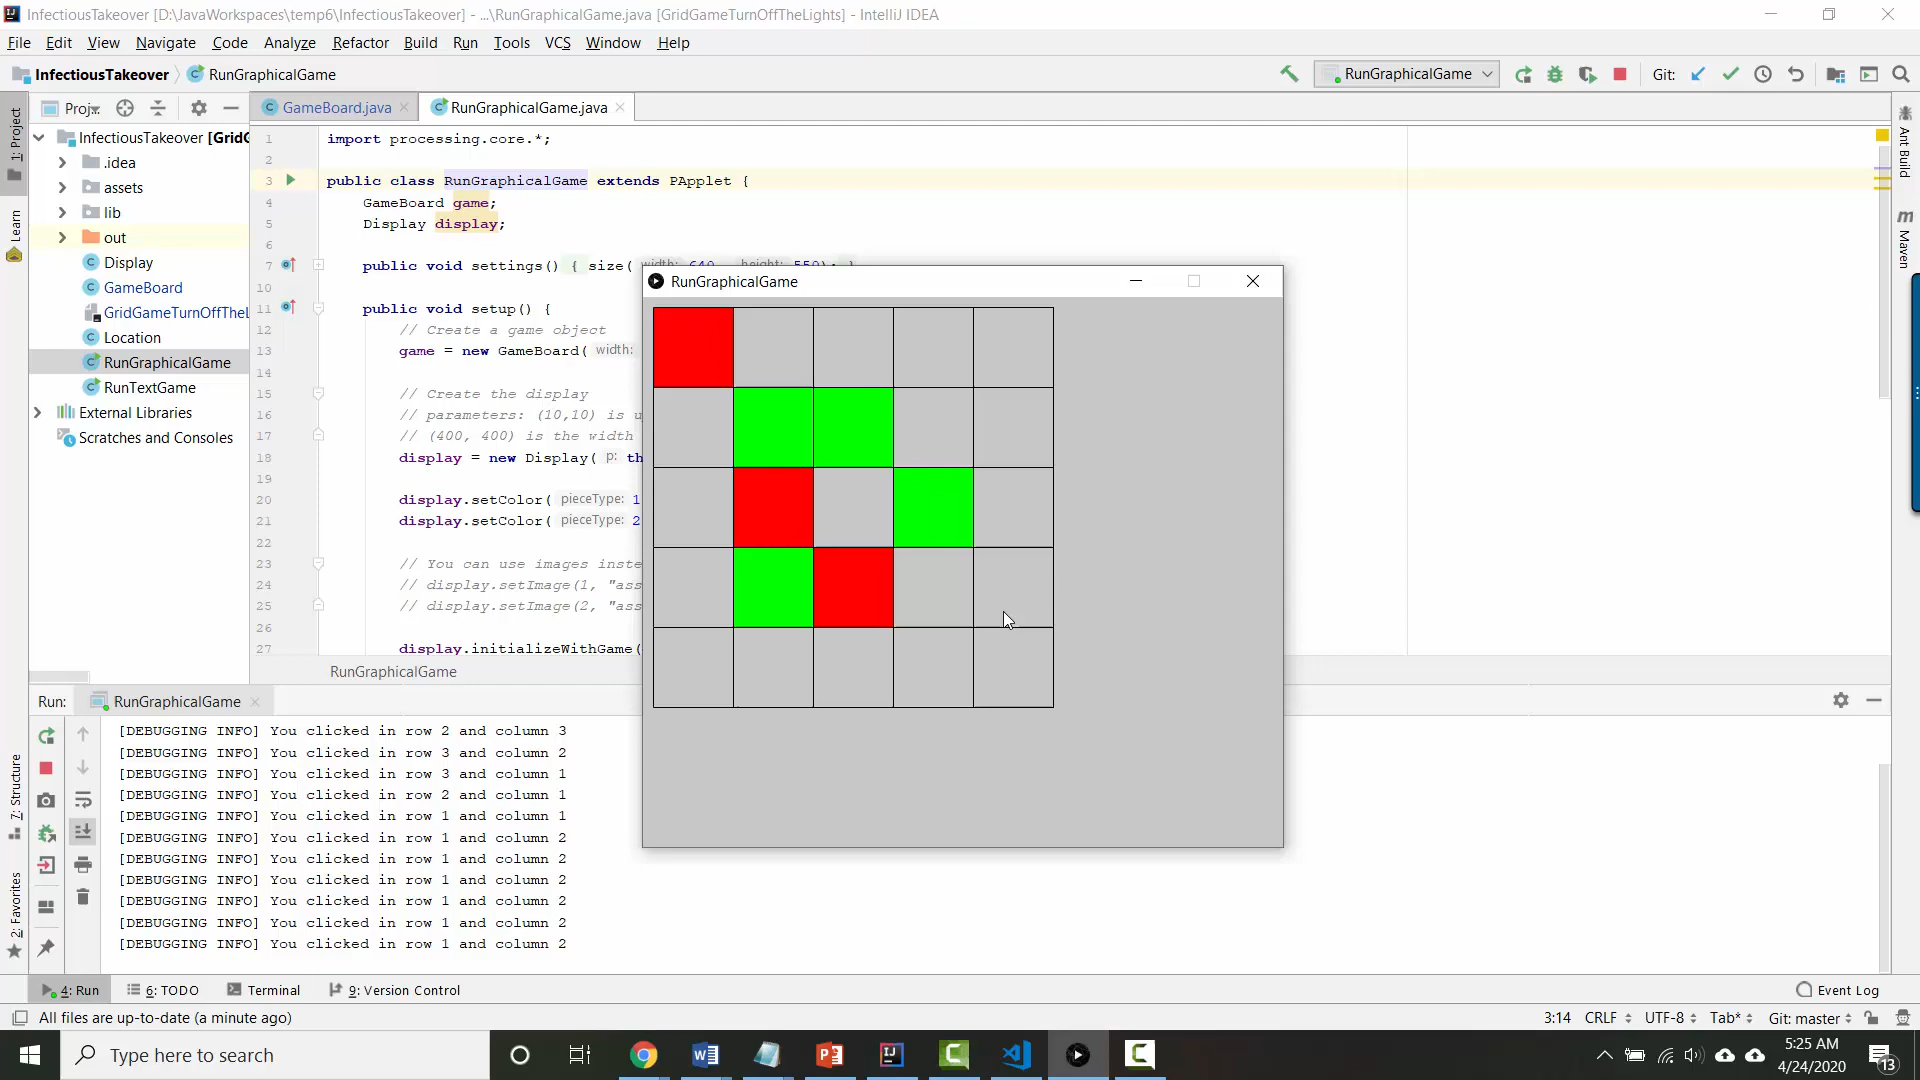 InfectiousTakeover [D:\JavaWorkspaces\temp6\InfectiousTakeover] - ...\RunGraphicalGame.java [GridGameTurnOffTheLights] - IntelliJ IDEA
File Edit View Navigate Code Analyze Refactor Build Run Tools VCS Window Help
InfectiousTakeover RunGraphicalGame
RunGraphicalGame Git:
Proj
GameBoard.java RunGraphicalGame.java
1: Project
Learn
7: Structure
2: Favorites
Ant Build
Maven
InfectiousTakeover [GridG
.idea
assets
lib
out
Display
GameBoard
GridGameTurnOffTheL
Location
RunGraphicalGame
RunTextGame
External Libraries
Scratches and Consoles
1 import processing.core.*;
2
3 public class RunGraphicalGame extends PApplet {
4 GameBoard game;
5 Display display;
6
7 public void settings() { size( width: 640, height: 550); }
10
11 public void setup() {
12 // Create a game object
13 game = new GameBoard( width:
14
15 // Create the display
16 // parameters: (10,10) is u
17 // (400, 400) is the width
18 display = new Display( p: th
19
20 display.setColor( pieceType: 1
21 display.setColor( pieceType: 2
22
23 // You can use images inste
24 // display.setImage(1, "ass
25 // display.setImage(2, "ass
26
27 display.initializeWithGame(
RunGraphicalGame
RunGraphicalGame
Run: RunGraphicalGame
[DEBUGGING INFO] You clicked in row 2 and column 3
[DEBUGGING INFO] You clicked in row 3 and column 2
[DEBUGGING INFO] You clicked in row 3 and column 1
[DEBUGGING INFO] You clicked in row 2 and column 1
[DEBUGGING INFO] You clicked in row 1 and column 1
[DEBUGGING INFO] You clicked in row 1 and column 2
[DEBUGGING INFO] You clicked in row 1 and column 2
[DEBUGGING INFO] You clicked in row 1 and column 2
[DEBUGGING INFO] You clicked in row 1 and column 2
[DEBUGGING INFO] You clicked in row 1 and column 2
[DEBUGGING INFO] You clicked in row 1 and column 2
4: Run 6: TODO Terminal 9: Version Control Event Log
All files are up-to-date (a minute ago) 3:14 CRLF UTF-8 Tab* Git: master
Type here to search
5:25 AM
4/24/2020
13